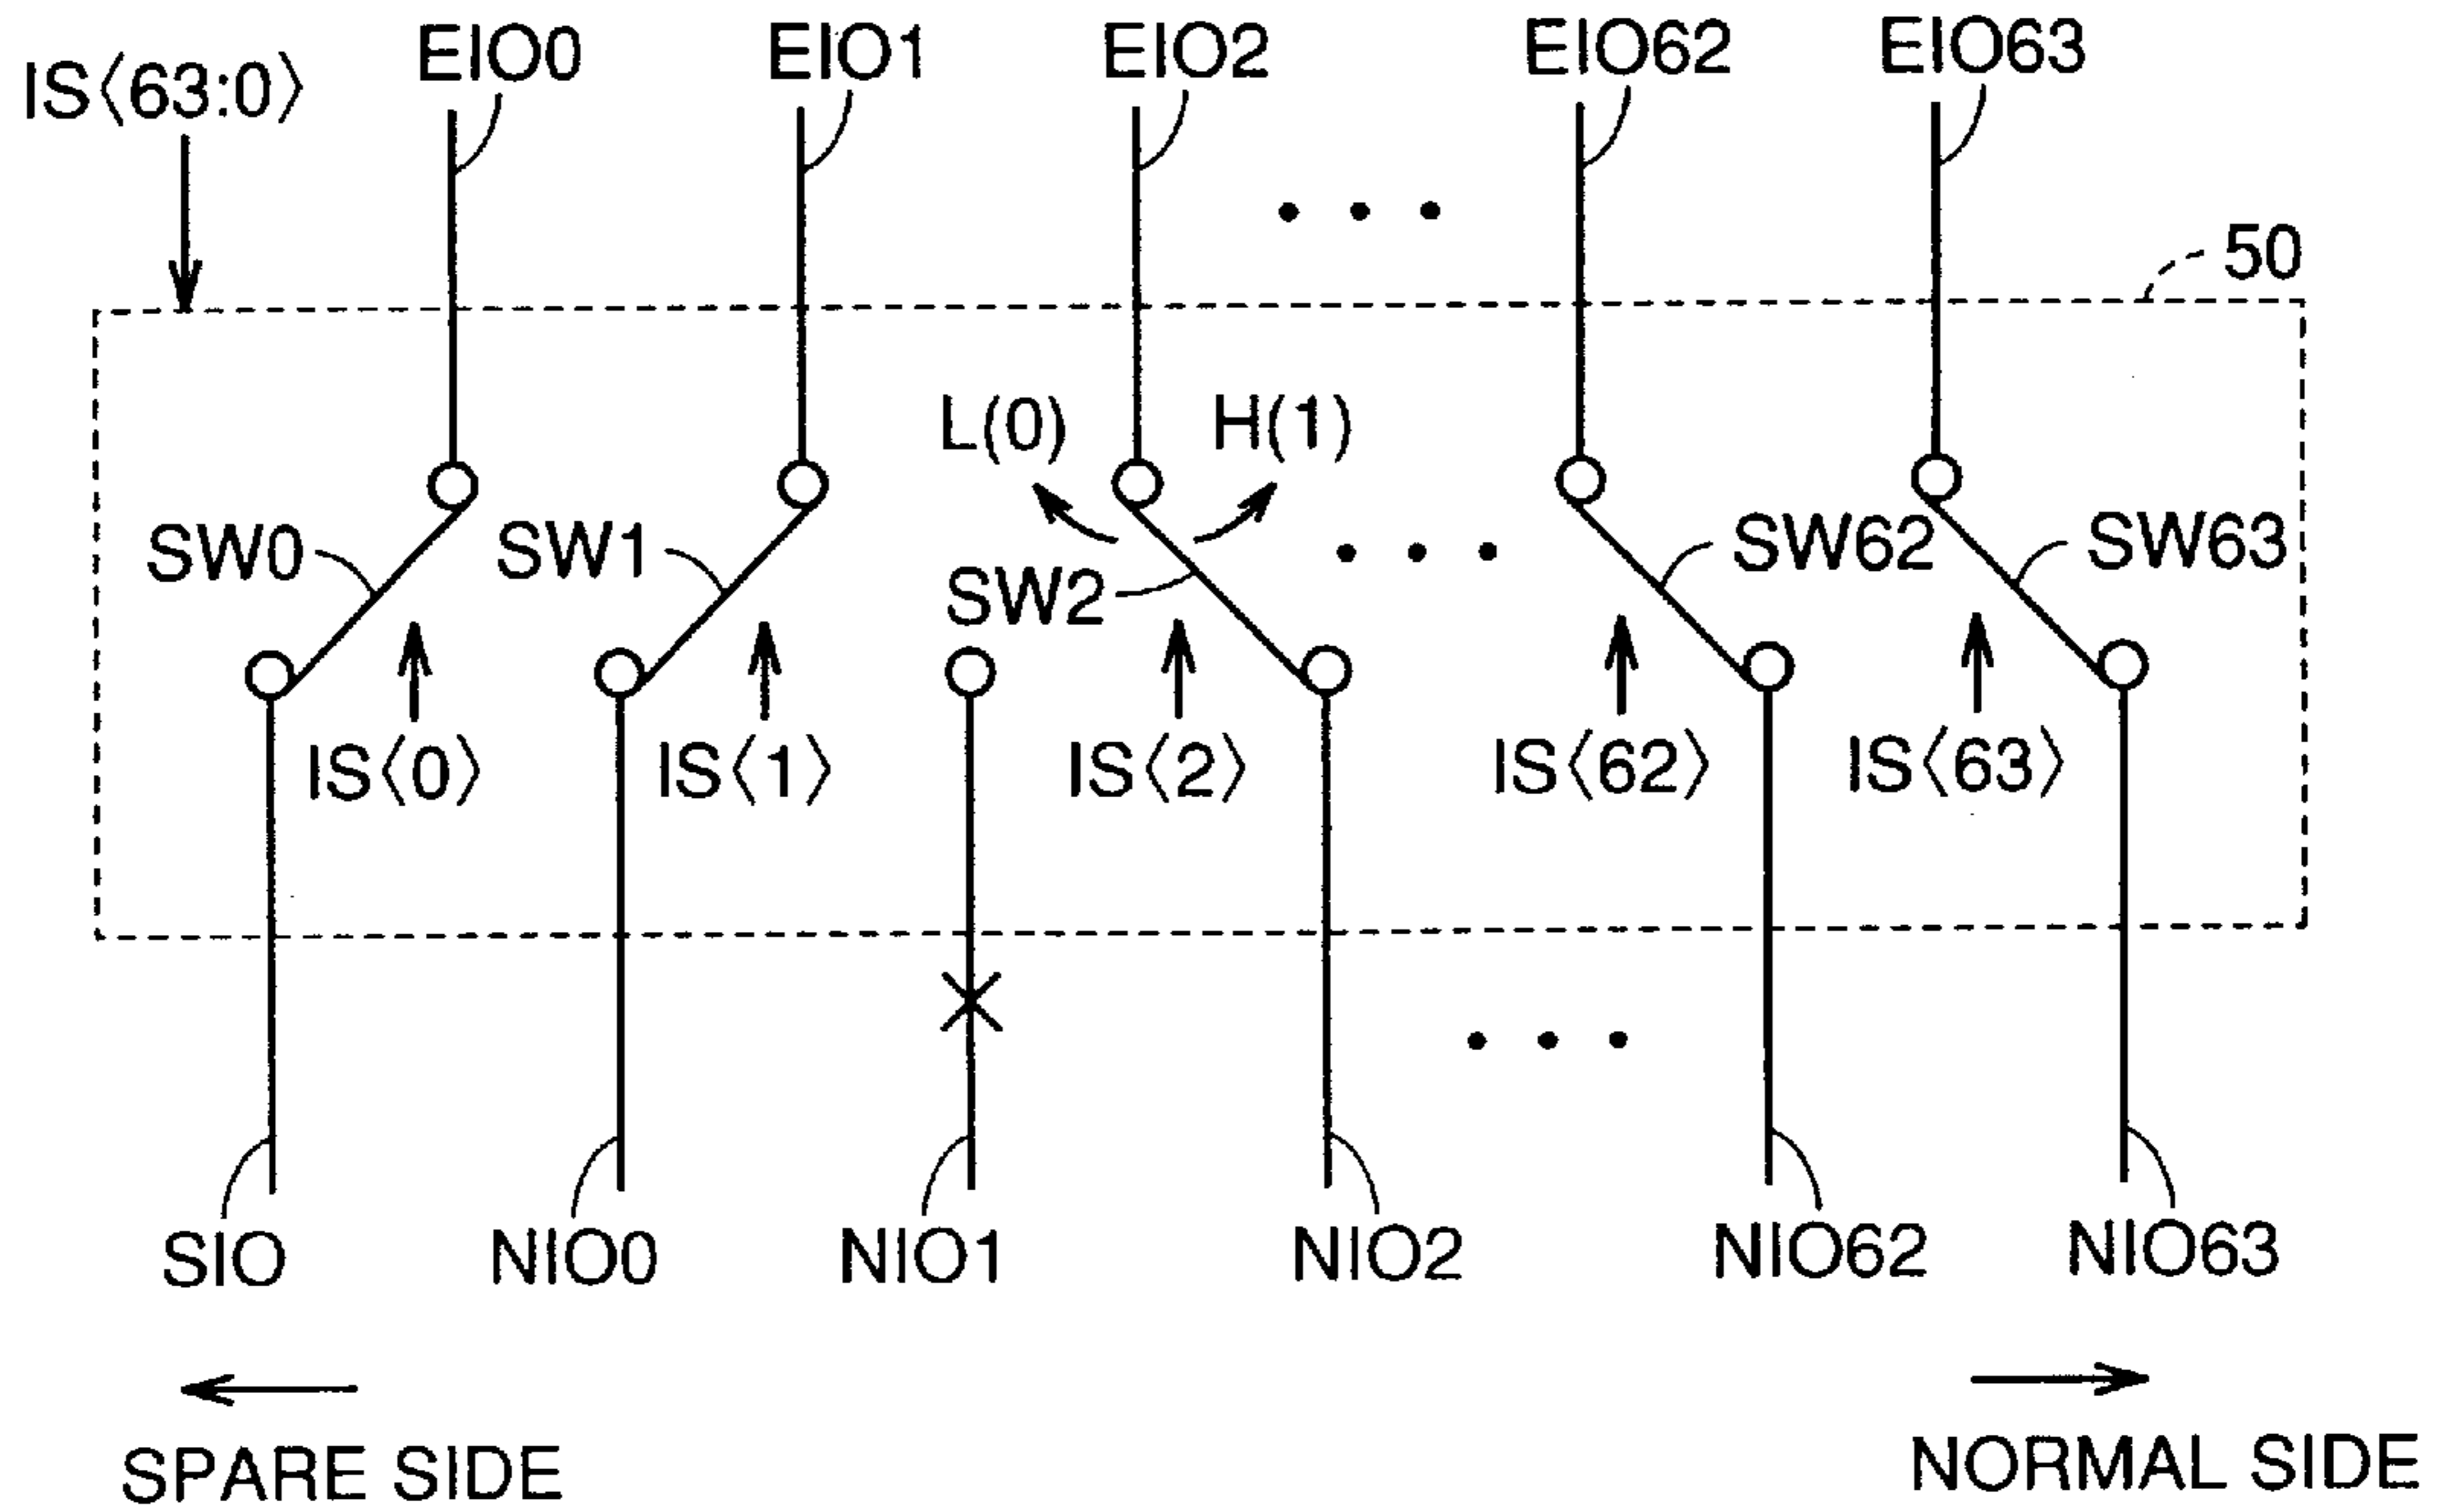 IS〈63:0〉
EIO0
EIO1
EIO2
EIO62
EIO63
50
L(0)
H(1)
SW0
SW1
SW2
SW62
SW63
IS〈0〉
IS〈1〉
IS〈2〉
IS〈62〉
IS〈63〉
SIO
NIO0
NIO1
NIO2
NIO62
NIO63
SPARE SIDE
NORMAL SIDE